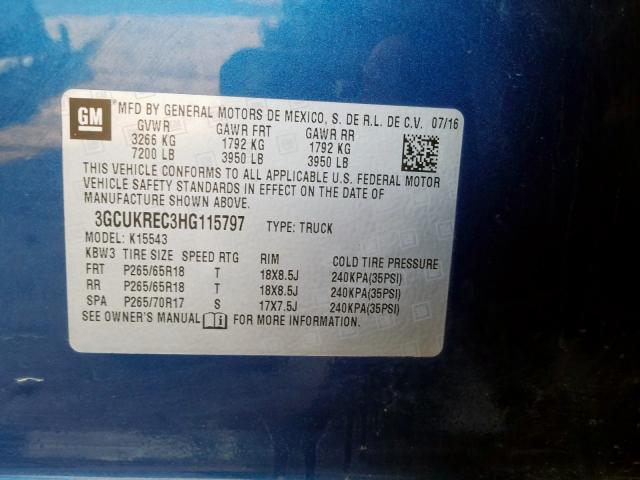 GM ® MFD BY GENERAL MOTORS DE MEXICO, S. DE R.L. DE C.V. 07/16
GVWR GAWR FRT GAWR RR
3266 KG 1792 KG 1792 KG
7200 LB 3950 LB 3950 LB
THIS VEHICLE CONFORMS TO ALL APPLICABLE U.S. FEDERAL MOTOR
VEHICLE SAFETY STANDARDS IN EFFECT ON THE DATE OF
MANUFACTURE SHOWN ABOVE.
3GCUKREC3HG115797 TYPE: TRUCK
MODEL: K15543
KBW3 TIRE SIZE SPEED RTG RIM COLD TIRE PRESSURE
FRT P265/65R18 T 18X8.5J 240KPA(35PSI)
RR P265/65R18 T 18X8.5J 240KPA(35PSI)
SPA P265/70R17 S 17X7.5J 240KPA(35PSI)
SEE OWNER'S MANUAL FOR MORE INFORMATION.